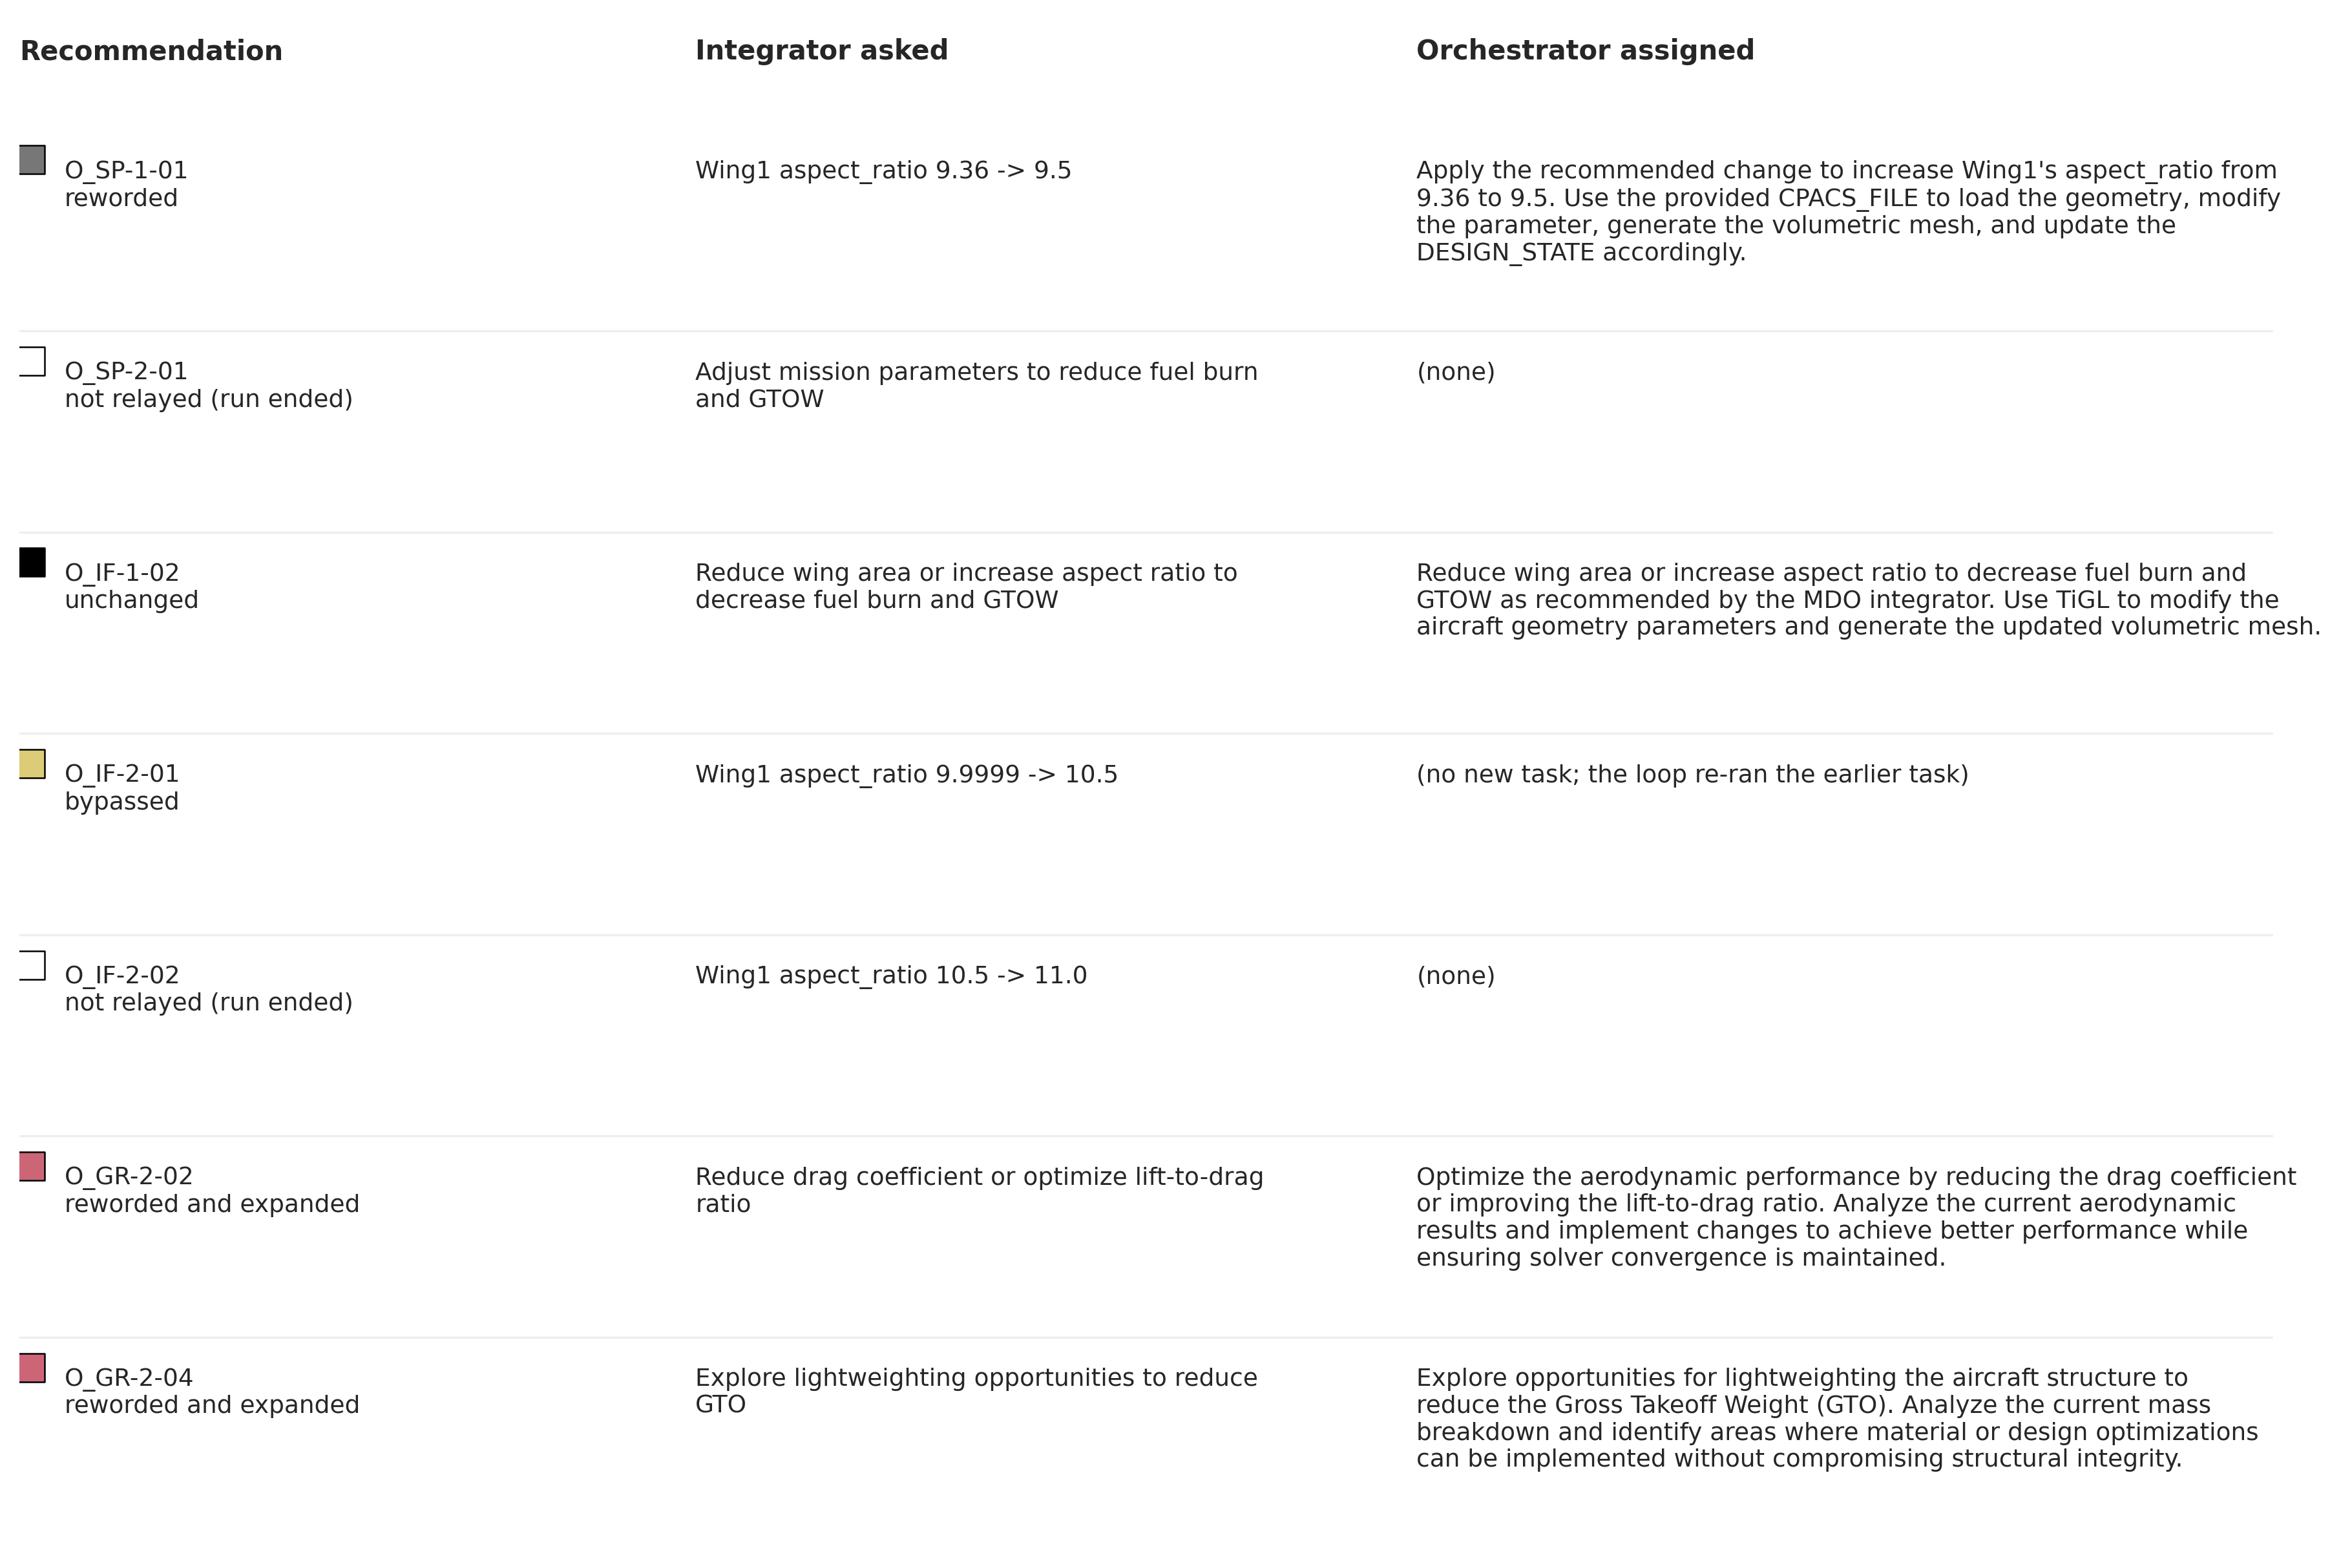 Recommendation
Integrator asked
Orchestrator assigned
O_SP-1-01
reworded
Wing1 aspect_ratio 9.36 -> 9.5
Apply the recommended change to increase Wing1's aspect_ratio from
9.36 to 9.5. Use the provided CPACS_FILE to load the geometry, modify
the parameter, generate the volumetric mesh, and update the
DESIGN_STATE accordingly.
O_SP-2-01
not relayed (run ended)
Adjust mission parameters to reduce fuel burn
and GTOW
(none)
O_IF-1-02
unchanged
Reduce wing area or increase aspect ratio to
decrease fuel burn and GTOW
Reduce wing area or increase aspect ratio to decrease fuel burn and
GTOW as recommended by the MDO integrator. Use TiGL to modify the
aircraft geometry parameters and generate the updated volumetric mesh.
O_IF-2-01
bypassed
Wing1 aspect_ratio 9.9999 -> 10.5
(no new task; the loop re-ran the earlier task)
O_IF-2-02
not relayed (run ended)
Wing1 aspect_ratio 10.5 -> 11.0
(none)
O_GR-2-02
reworded and expanded
Reduce drag coefficient or optimize lift-to-drag
ratio
Optimize the aerodynamic performance by reducing the drag coefficient
or improving the lift-to-drag ratio. Analyze the current aerodynamic
results and implement changes to achieve better performance while
ensuring solver convergence is maintained.
O_GR-2-04
reworded and expanded
Explore lightweighting opportunities to reduce
GTO
Explore opportunities for lightweighting the aircraft structure to
reduce the Gross Takeoff Weight (GTO). Analyze the current mass
breakdown and identify areas where material or design optimizations
can be implemented without compromising structural integrity.